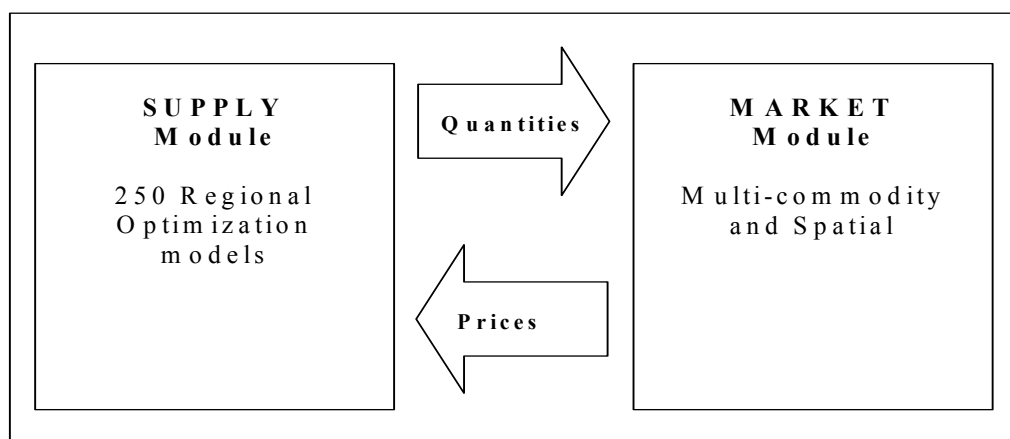 SUPPLY
Module
250 Regional
Optimization
models
Quantities
Prices
MARKET
Module
Multi-commodity
and Spatial